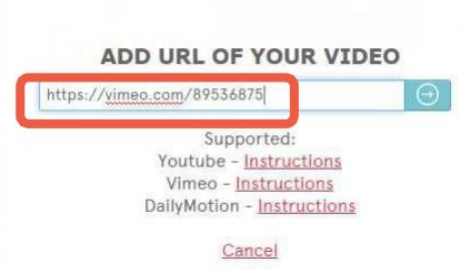 ADD URL OF YOUR VIDEO
https://vimeo.com/89536875
Supported:
Youtube - Instructions
Vimeo - Instructions
DailyMotion - Instructions
Cancel